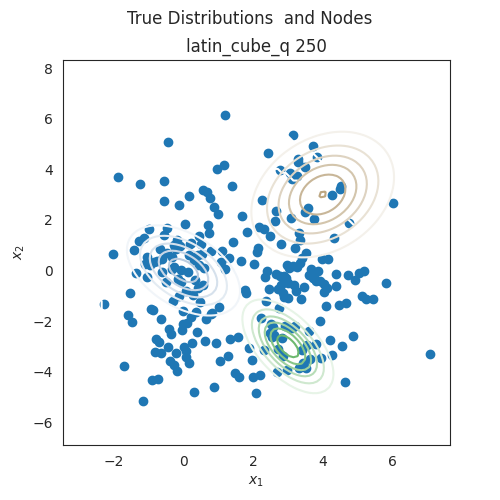 True Distributions  and Nodes
latin_cube_q 250
8
6
4
2
0
−2
−4
−6
x₂
−2 0 2 4 6
x₁